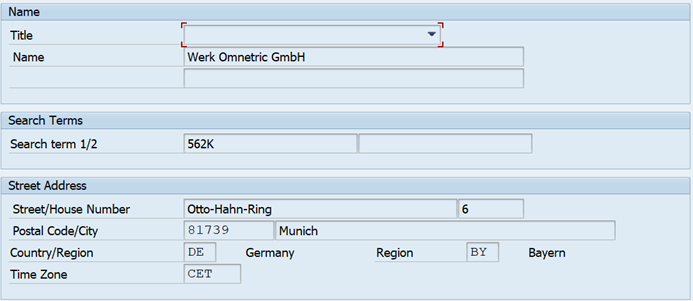 Name
Title
Name Werk Omnetric GmbH
Search Terms
Search term 1/2 562K
Street Address
Street/House Number Otto-Hahn-Ring 6
Postal Code/City 81739 Munich
Country/Region DE Germany Region BY Bayern
Time Zone CET